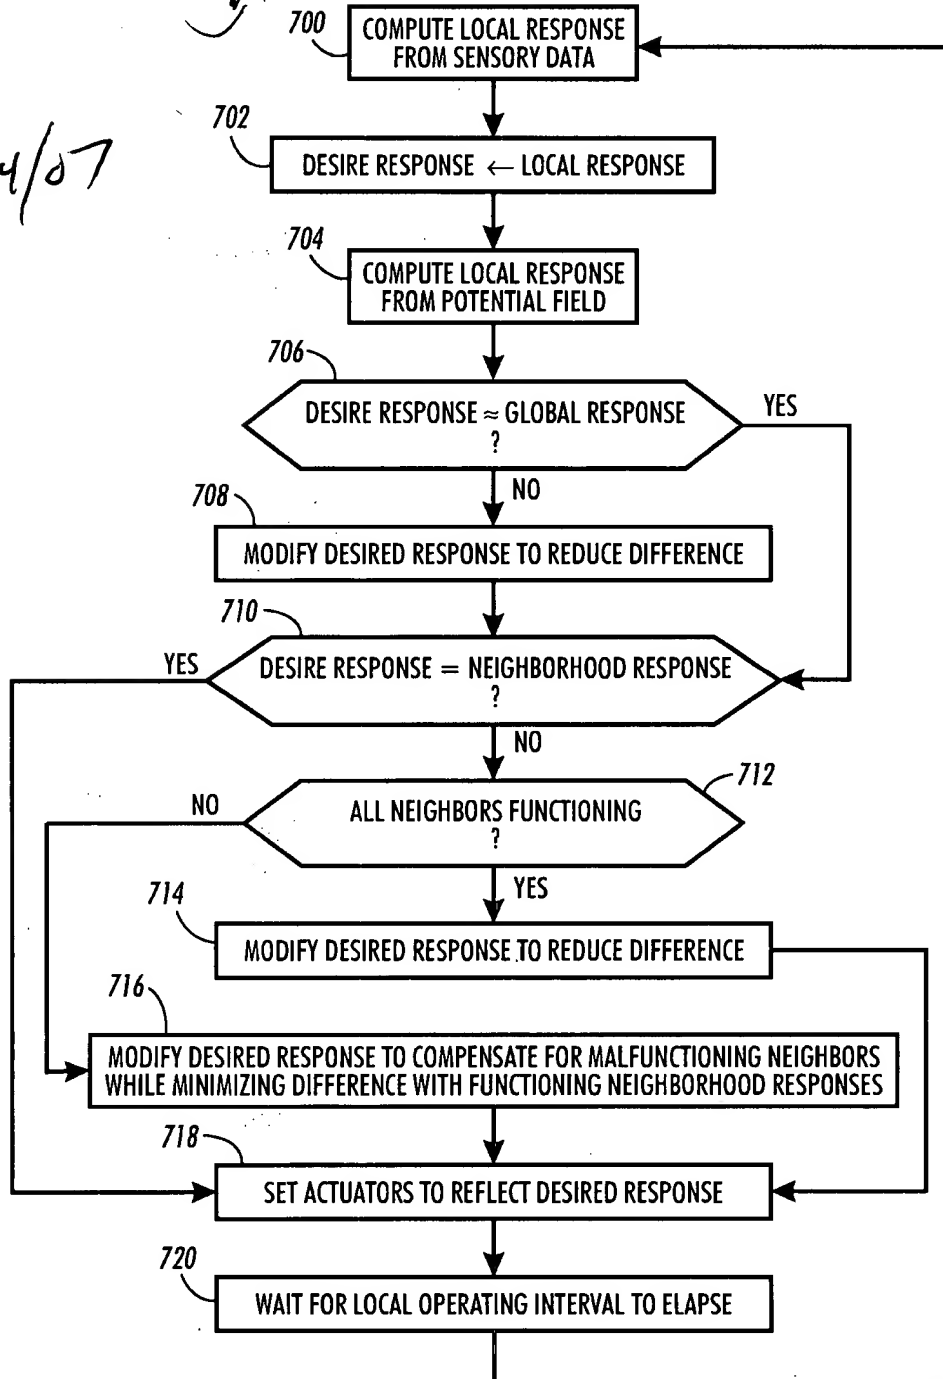 700
COMPUTE LOCAL RESPONSE
FROM SENSORY DATA
702
DESIRE RESPONSE ← LOCAL RESPONSE
4/07
704
COMPUTE LOCAL RESPONSE
FROM POTENTIAL FIELD
706
DESIRE RESPONSE ≈ GLOBAL RESPONSE
?
YES
NO
708
MODIFY DESIRED RESPONSE TO REDUCE DIFFERENCE
710
YES
DESIRE RESPONSE = NEIGHBORHOOD RESPONSE
?
NO
712
NO
ALL NEIGHBORS FUNCTIONING
?
YES
714
MODIFY DESIRED RESPONSE TO REDUCE DIFFERENCE
716
MODIFY DESIRED RESPONSE TO COMPENSATE FOR MALFUNCTIONING NEIGHBORS
WHILE MINIMIZING DIFFERENCE WITH FUNCTIONING NEIGHBORHOOD RESPONSES
718
SET ACTUATORS TO REFLECT DESIRED RESPONSE
720
WAIT FOR LOCAL OPERATING INTERVAL TO ELAPSE